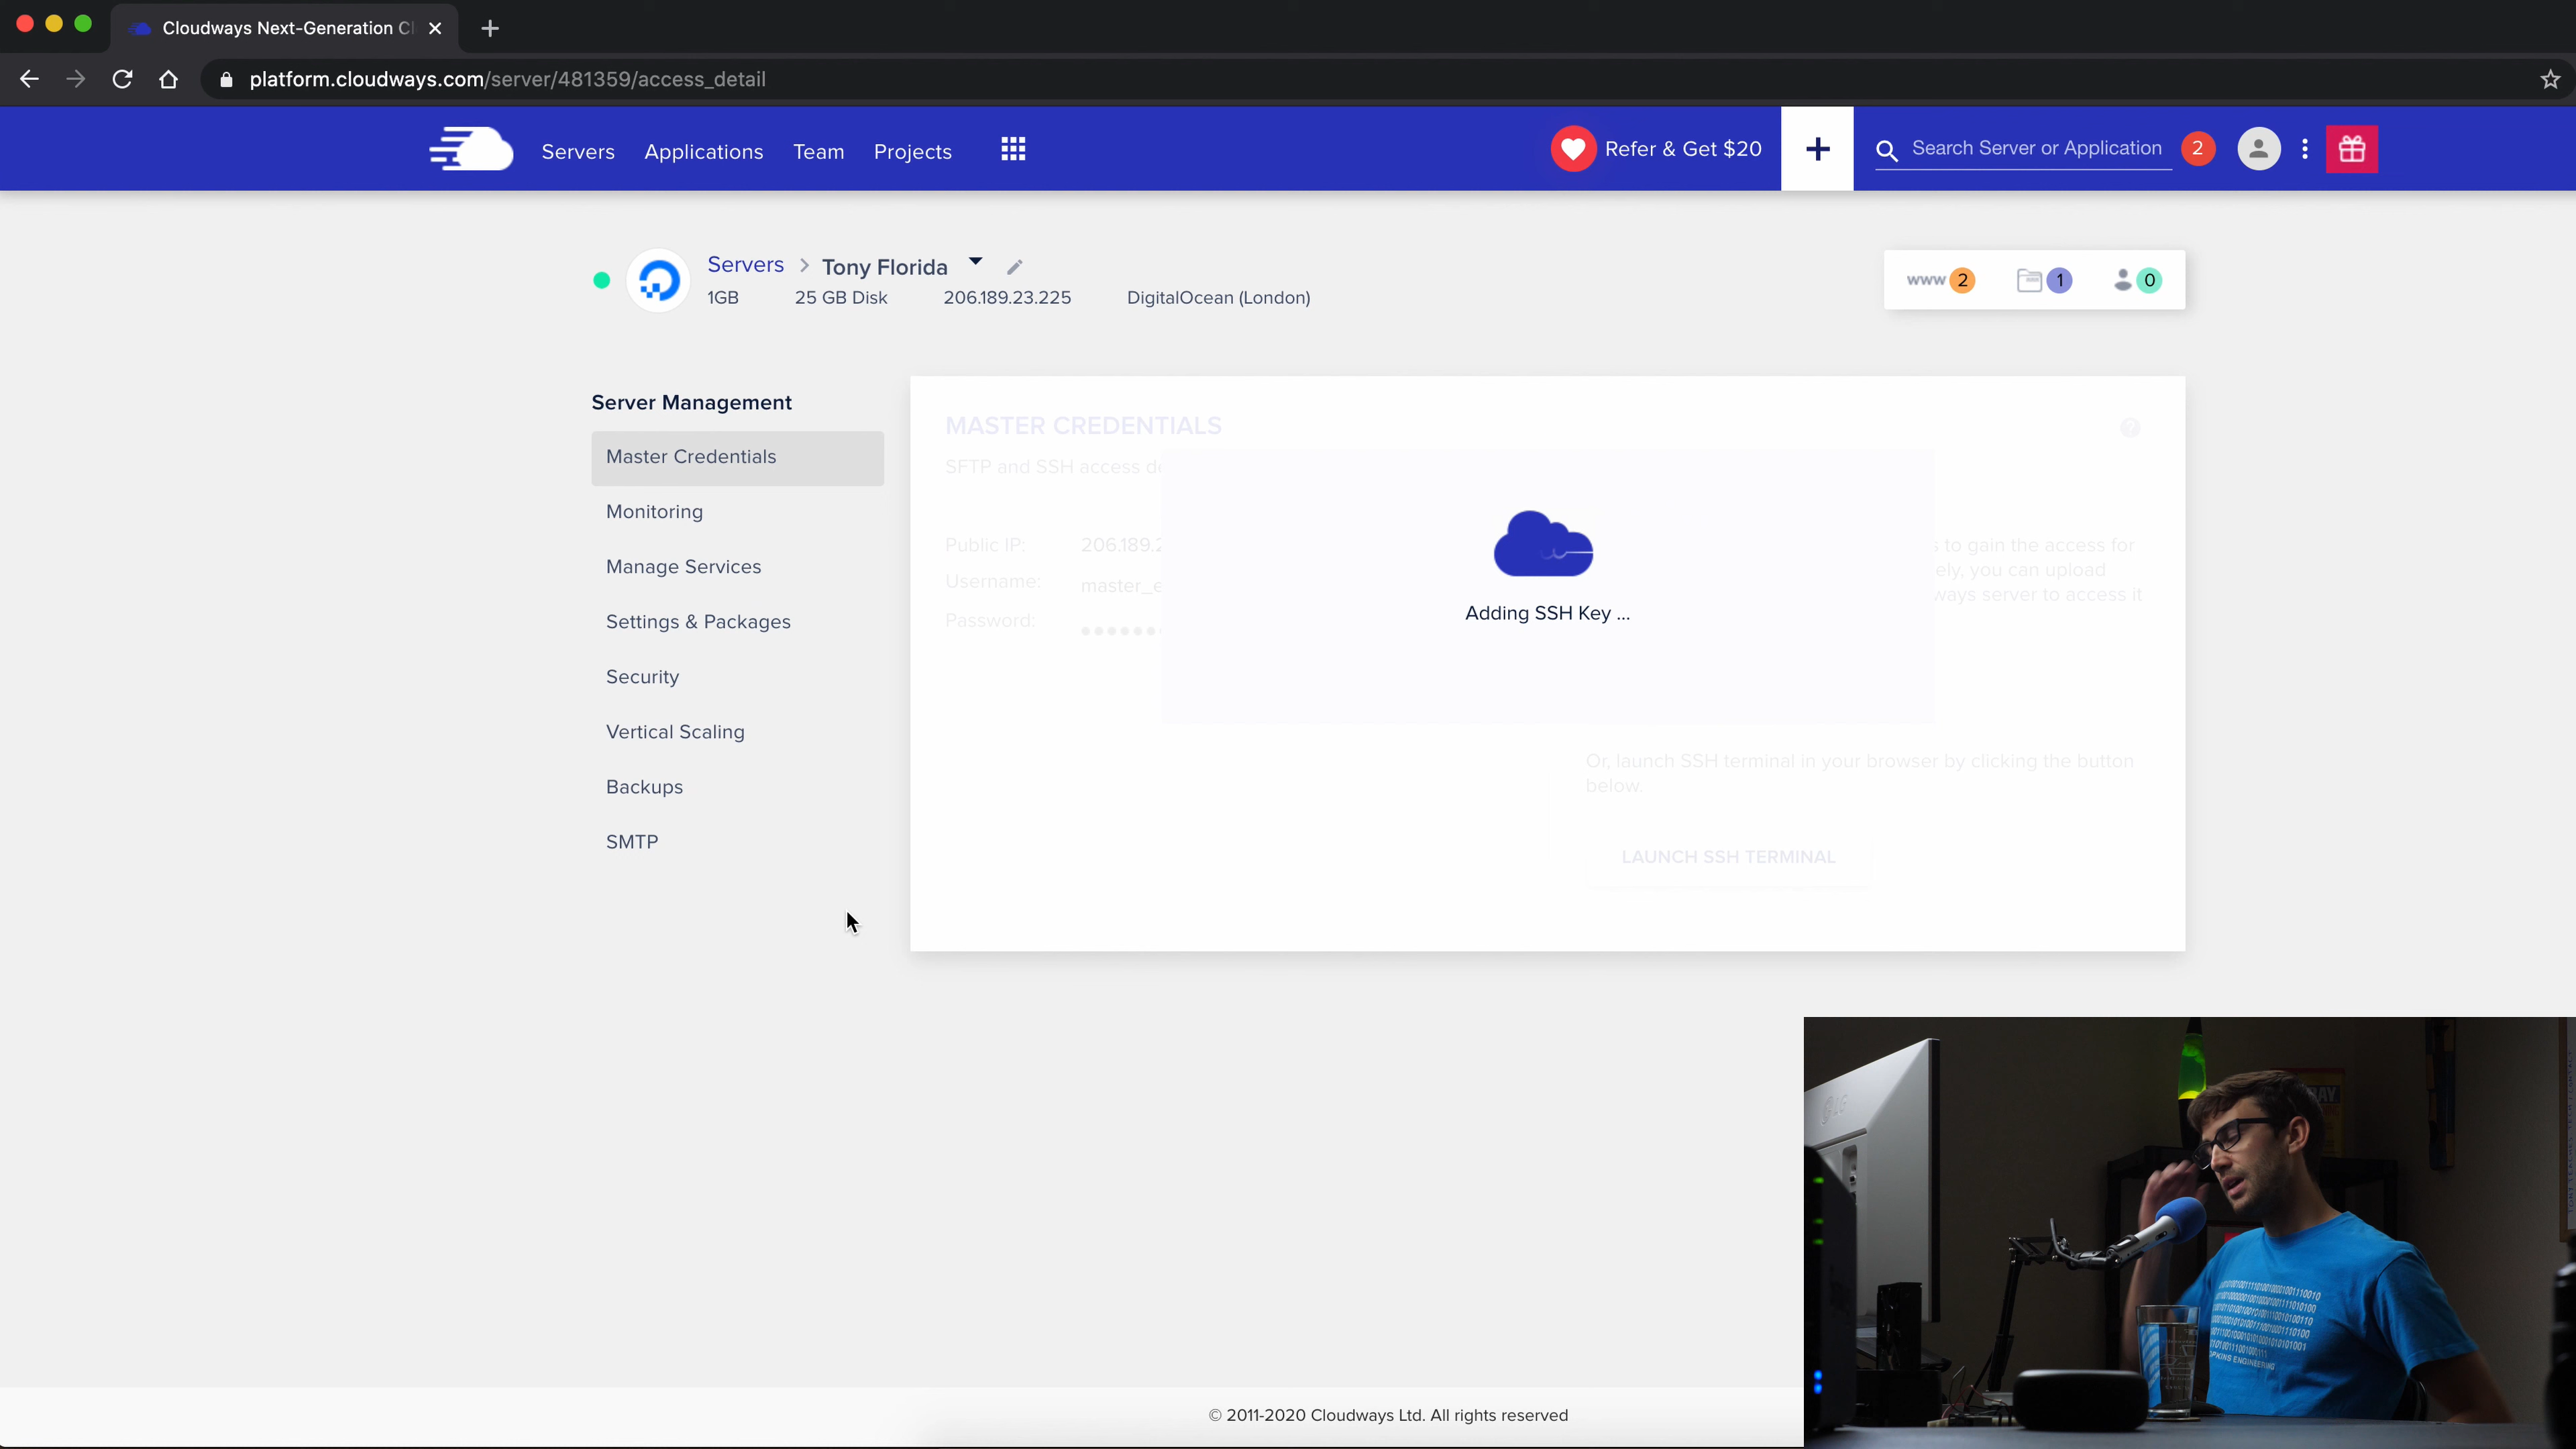 Cloudways Next-Generation Cl
platform.cloudways.com/server/481359/access_detail
Servers Applications Team Projects
Refer & Get $20
+
Search Server or Application
2
Servers > Tony Florida
1GB 25 GB Disk 206.189.23.225 DigitalOcean (London)
www 2 1 0
Server Management
Master Credentials
Monitoring
Manage Services
Settings & Packages
Security
Vertical Scaling
Backups
SMTP
MASTER CREDENTIALS
?
SFTP and SSH access
Public IP: 206.189.2
Username: master_e
Password:
to gain the access for
ely, you can upload
ways server to access it
Adding SSH Key ...
Or, launch SSH terminal in your browser by clicking the button
below.
LAUNCH SSH TERMINAL
© 2011-2020 Cloudways Ltd. All rights reserved
LG